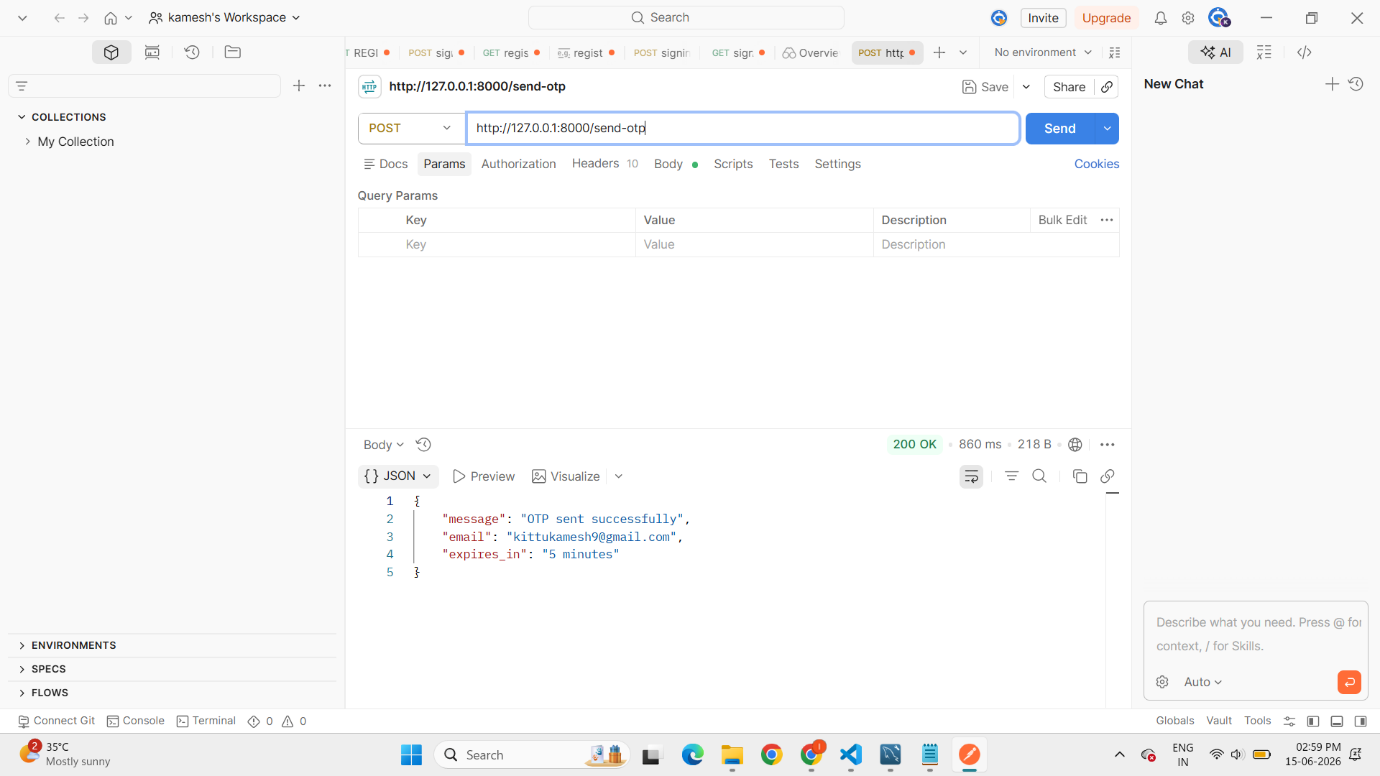 kamesh's Workspace
Search
Invite
Upgrade
T REGI
POST sigu
GET regis
e.g. regist
POST signin
GET sign
Overvie
POST http
No environment
AI
http://127.0.0.1:8000/send-otp
Save
Share
New Chat
COLLECTIONS
My Collection
POST
http://127.0.0.1:8000/send-otp
Send
Docs
Params
Authorization
Headers 10
Body
Scripts
Tests
Settings
Cookies
Query Params
Key Value Description Bulk Edit
Key Value Description
Body
200 OK
860 ms
218 B
{ } JSON
Preview
Visualize
1 {
2 "message": "OTP sent successfully",
3 "email": "kittukamesh9@gmail.com",
4 "expires_in": "5 minutes"
5 }
Describe what you need. Press @ for
context, / for Skills.
Auto
ENVIRONMENTS
SPECS
FLOWS
Connect Git
Console
Terminal
0
0
Globals
Vault
Tools
2
35°C
Mostly sunny
Search
ENG
IN
02:59 PM
15-06-2026